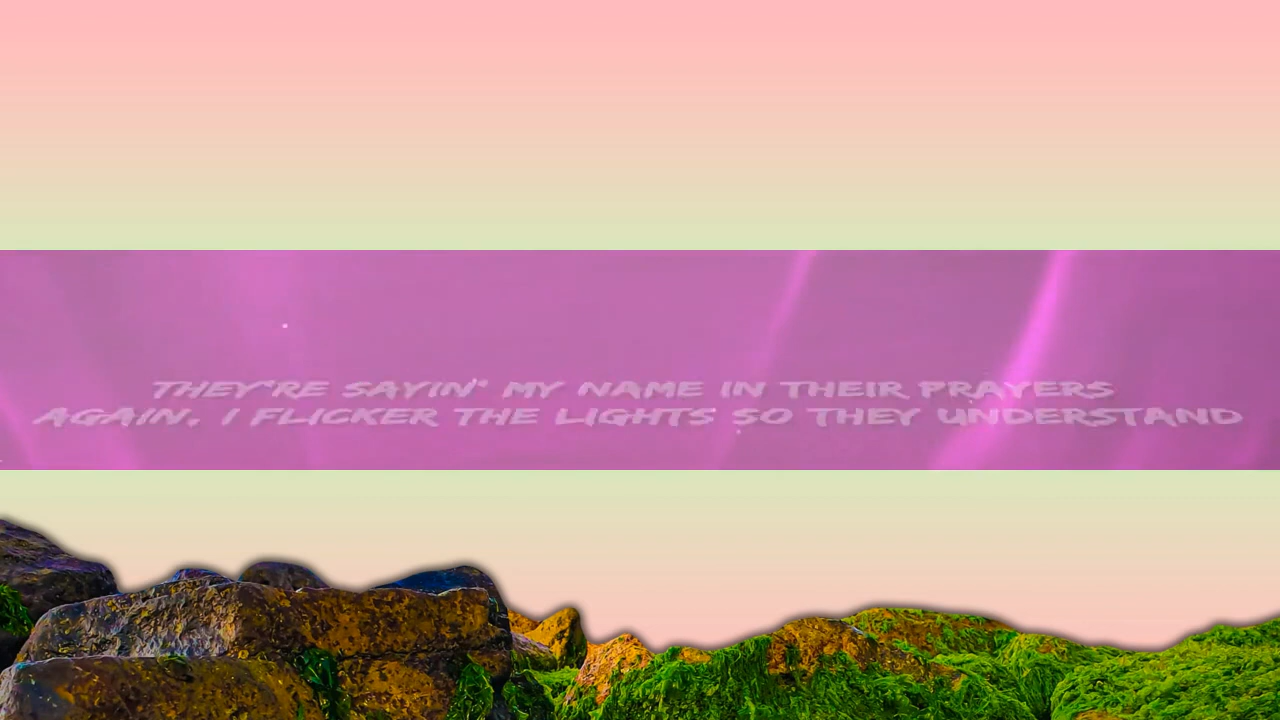 THEY'RE SAYIN' MY NAME IN THEIR PRAYERS
AGAIN, I FLICKER THE LIGHTS SO THEY UNDERSTAND